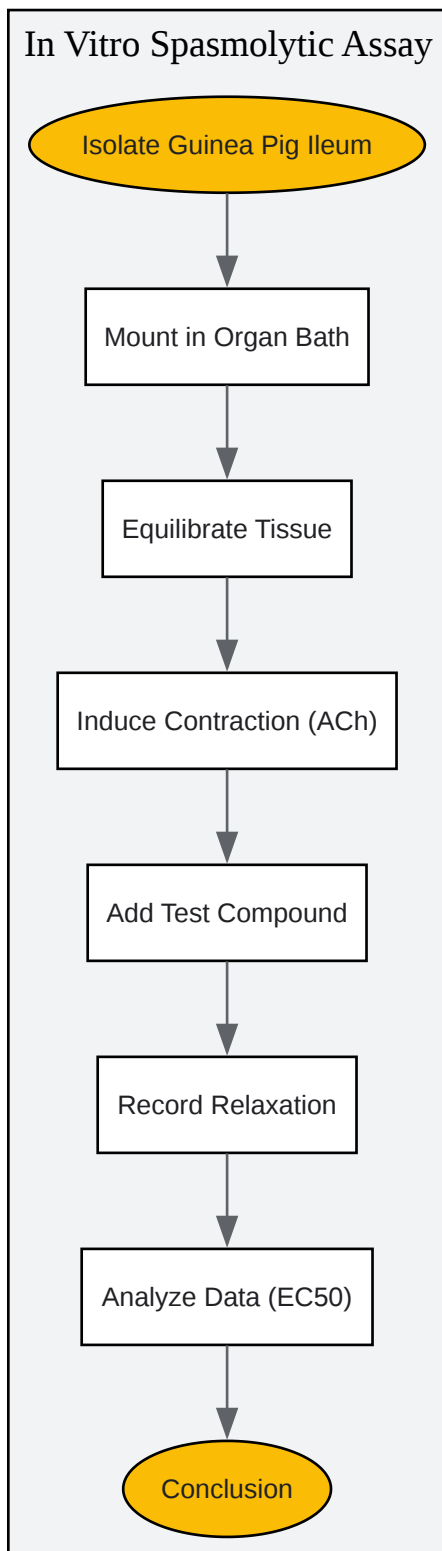 In Vitro Spasmolytic Assay
Isolate Guinea Pig Ileum
Mount in Organ Bath
Equilibrate Tissue
Induce Contraction (ACh)
Add Test Compound
Record Relaxation
Analyze Data (EC50)
Conclusion